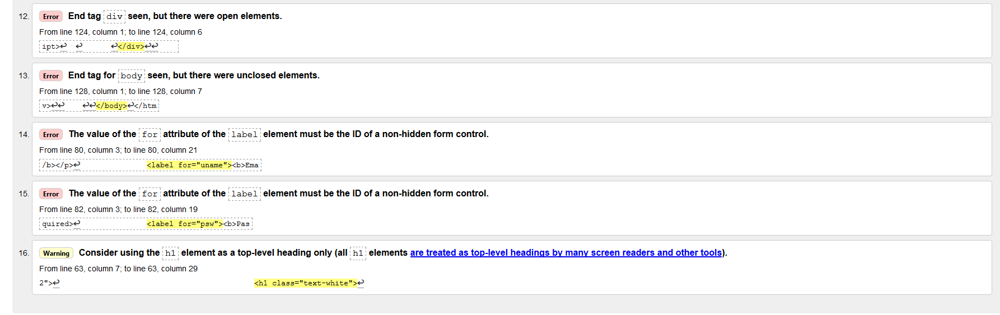 12. Error End tag div seen, but there were open elements.
From line 124, column 1; to line 124, column 6
ipt>↩ ↩ ↩</div>↩↩
13. Error End tag for body seen, but there were unclosed elements.
From line 128, column 1; to line 128, column 7
v>↩↩ ↩↩</body>↩</htm
14. Error The value of the for attribute of the label element must be the ID of a non-hidden form control.
From line 80, column 3; to line 80, column 21
/b></p>↩ <label for="uname"><b>Ema
15. Error The value of the for attribute of the label element must be the ID of a non-hidden form control.
From line 82, column 3; to line 82, column 19
quired>↩ <label for="psw"><b>Pas
16. Warning Consider using the h1 element as a top-level heading only (all h1 elements are treated as top-level headings by many screen readers and other tools).
From line 63, column 7; to line 63, column 29
2">↩ <h1 class="text-white">↩